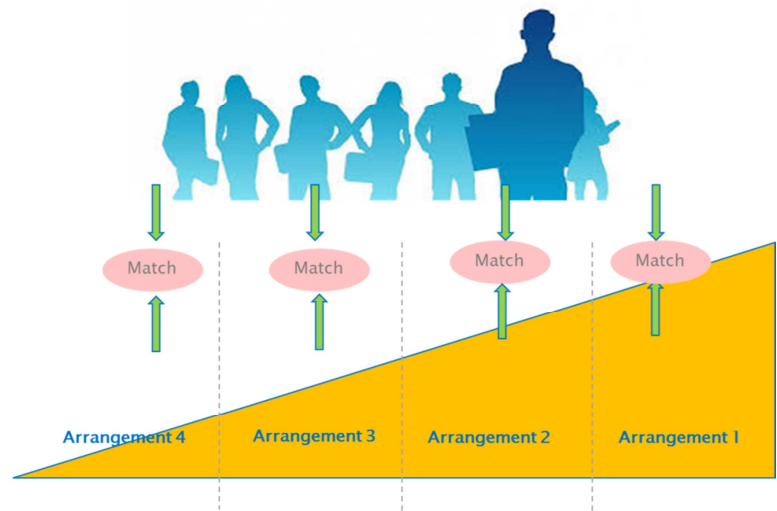 Match
Match
Match
Match
Arrangement 4
Arrangement 3
Arrangement 2
Arrangement 1